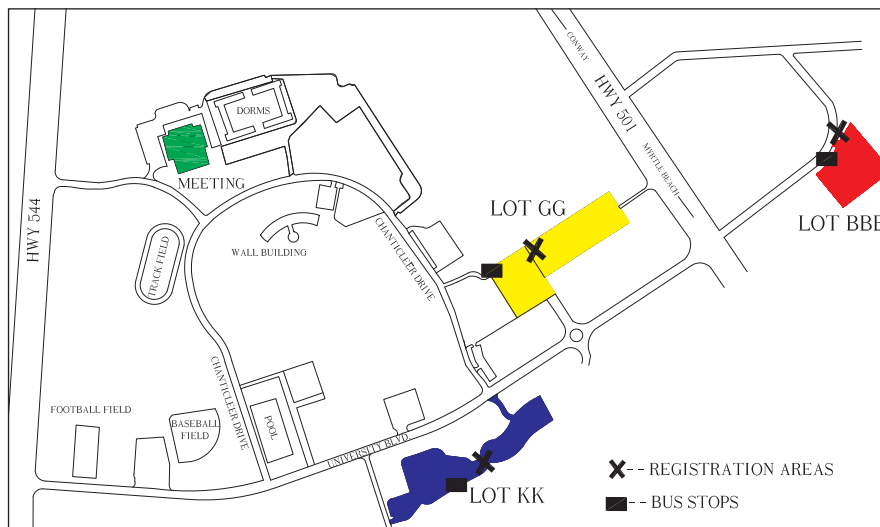 CONWAY
HWY 501
MYRTLE BEACH
DORMS
MEETING
HWY 544
LOT GG
LOT BBB
WALL BUILDING
TRACK FIELD
CHANTICLEER DRIVE
CHANTICLEER DRIVE
FOOTBALL FIELD
BASEBALL
FIELD
POOL
UNIVERSITY BLVD.
LOT KK
-- REGISTRATION AREAS
-- BUS STOPS